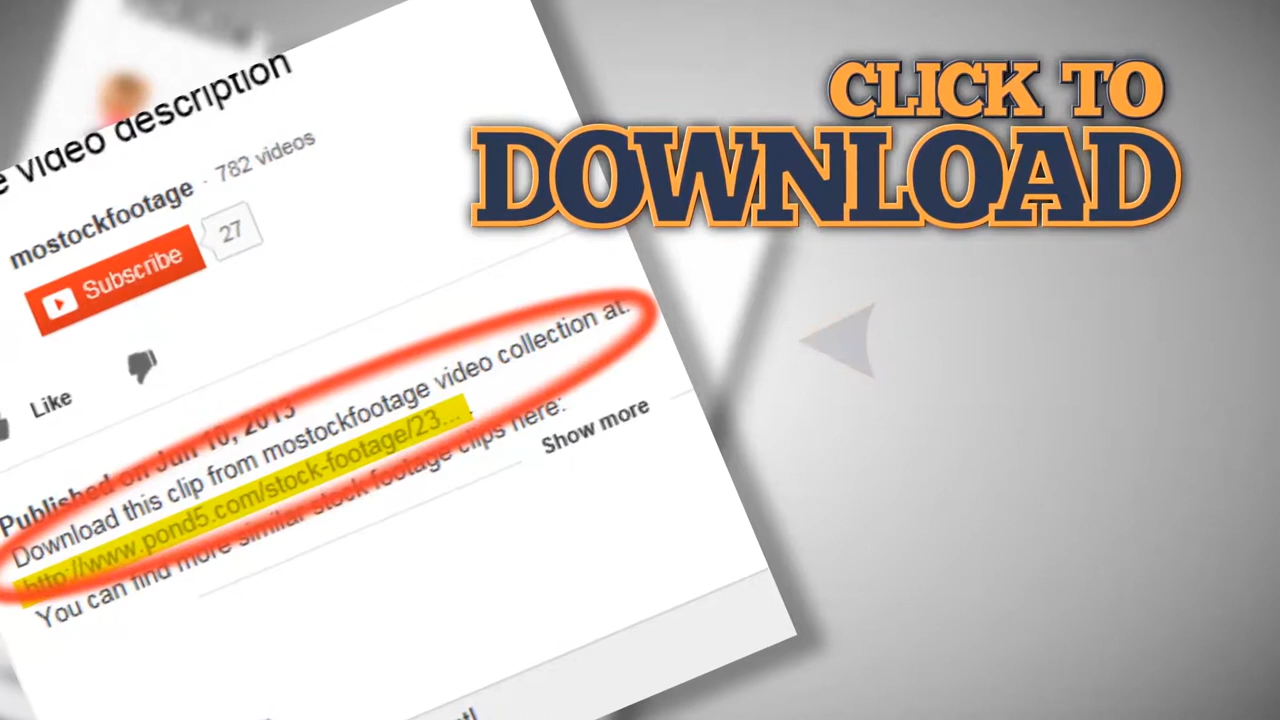 CLICK TO
DOWNLOAD
video description
mostockfootage · 782 videos
Subscribe
27
Like
Published on Jun 10, 2013
Download this clip from mostockfootage video collection at:
http://www.pond5.com/stock-footage/23... .
You can find more similar stock footage clips here:
Show more